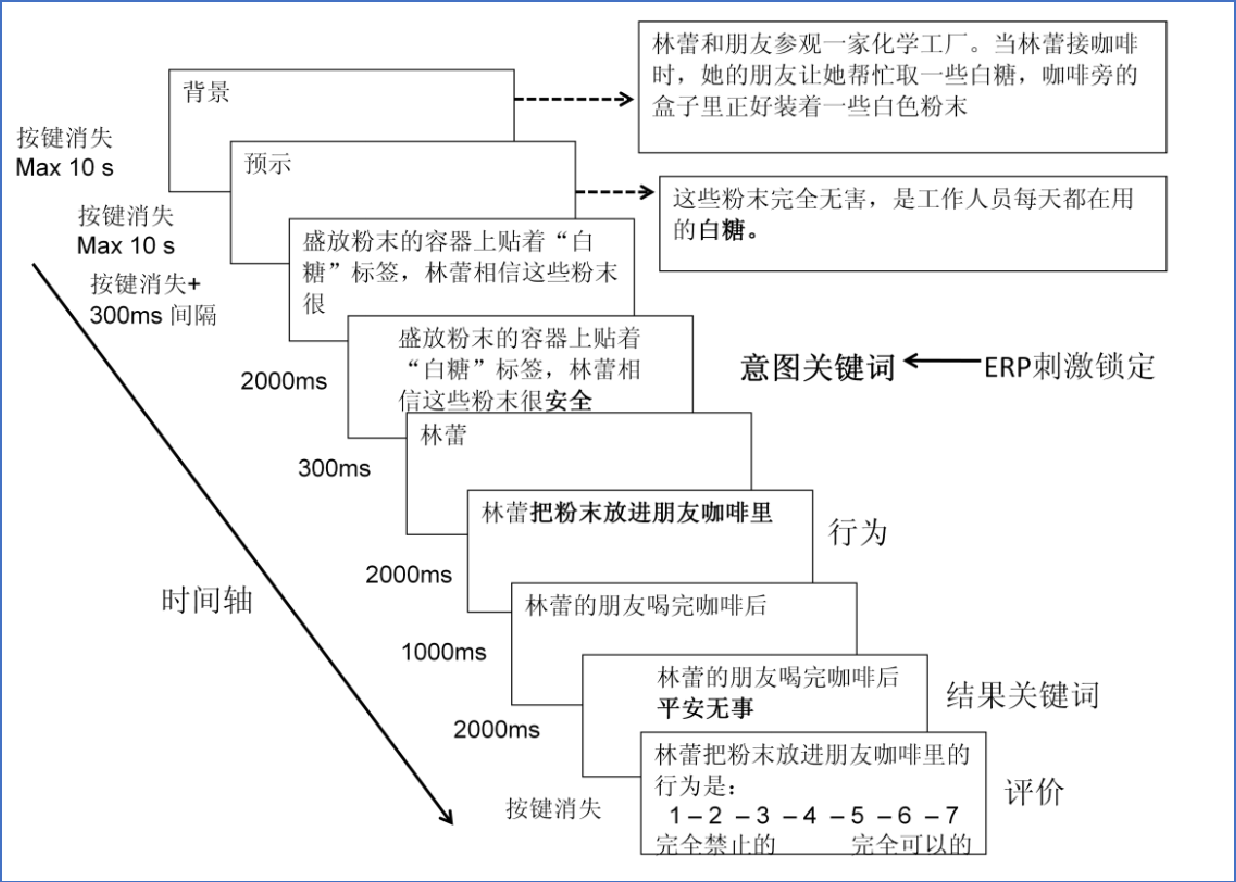 林蕾和朋友参观一家化学工厂。当林蕾接咖啡
时，她的朋友让她帮忙取一些白糖，咖啡旁的
盒子里正好装着一些白色粉末
背景
按键消失
Max 10 s
预示
这些粉末完全无害，是工作人员每天都在用
的白糖。
按键消失
Max 10 s
盛放粉末的容器上贴着“白
糖”标签，林蕾相信这些粉末
很
按键消失+
300ms 间隔
盛放粉末的容器上贴着
“白糖”标签，林蕾相
信这些粉末很安全
意图关键词
ERP刺激锁定
2000ms
林蕾
300ms
林蕾把粉末放进朋友咖啡里
行为
2000ms
时间轴
林蕾的朋友喝完咖啡后
1000ms
林蕾的朋友喝完咖啡后
平安无事
结果关键词
2000ms
林蕾把粉末放进朋友咖啡里的
行为是：
1 – 2 – 3 – 4 – 5 – 6 – 7
完全禁止的 完全可以的
评价
按键消失